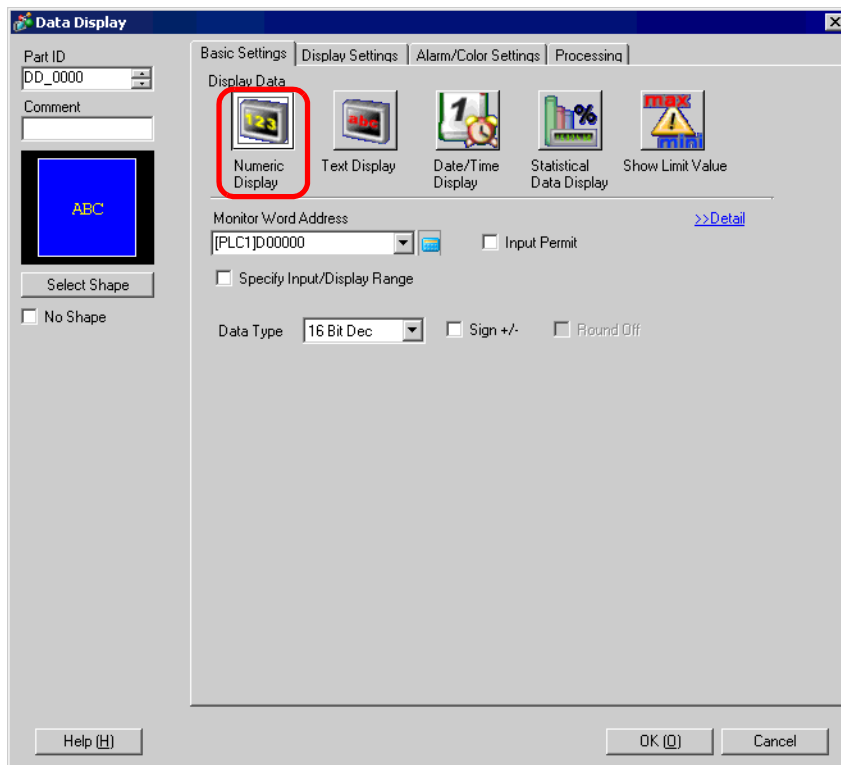 Data Display
Part ID
DD_0000
Comment
ABC
Select Shape
No Shape
Basic Settings Display Settings Alarm/Color Settings Processing
Display Data
123 abc 1 % max mini
Numeric Display
Text Display
Date/Time Display
Statistical Data Display
Show Limit Value
Monitor Word Address
>>Detail
[PLC1]D00000
Input Permit
Specify Input/Display Range
Data Type 16 Bit Dec Sign +/- Round Off
Help (H) OK (O) Cancel